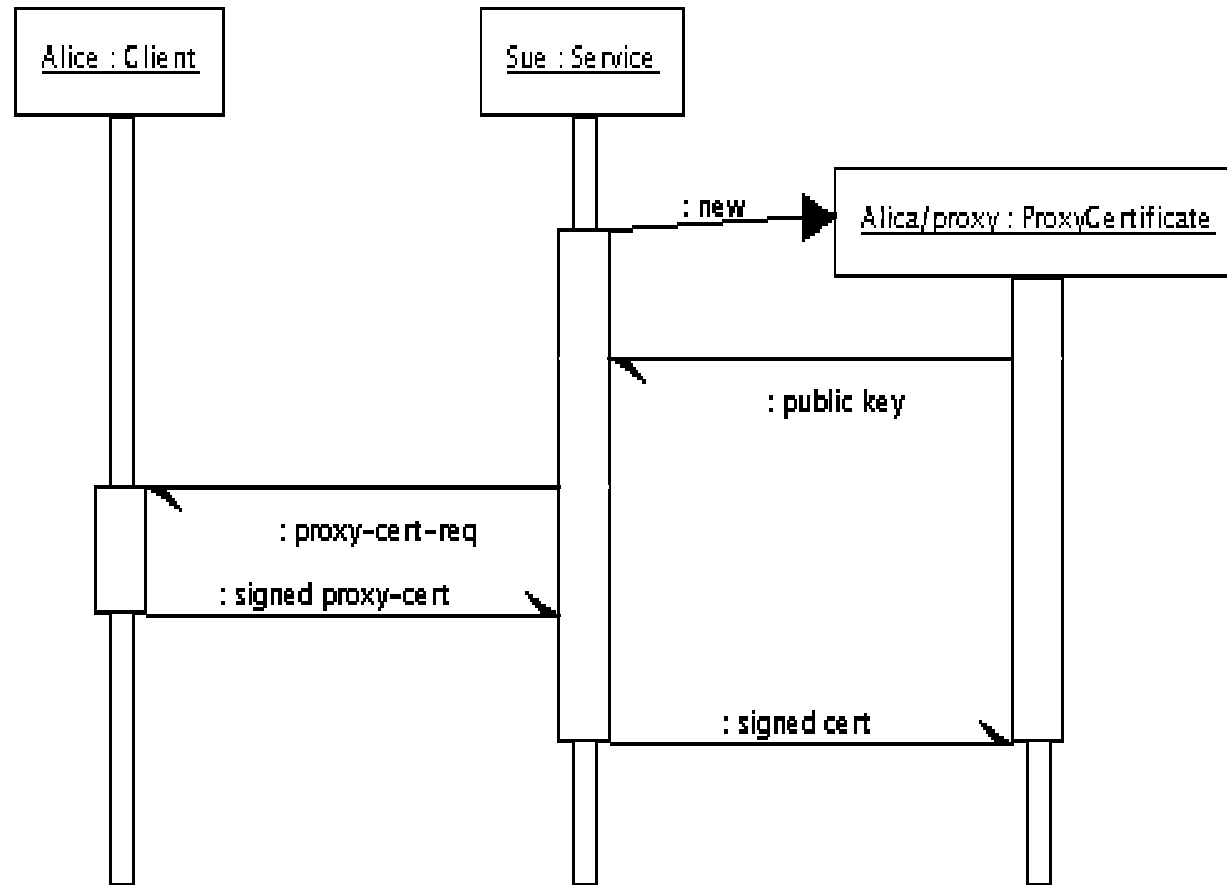 Alice : Client
Sue : Service
: new
Alica/proxy : ProxyCertificate
: public key
: proxy-cert-req
: signed proxy-cert
: signed cert